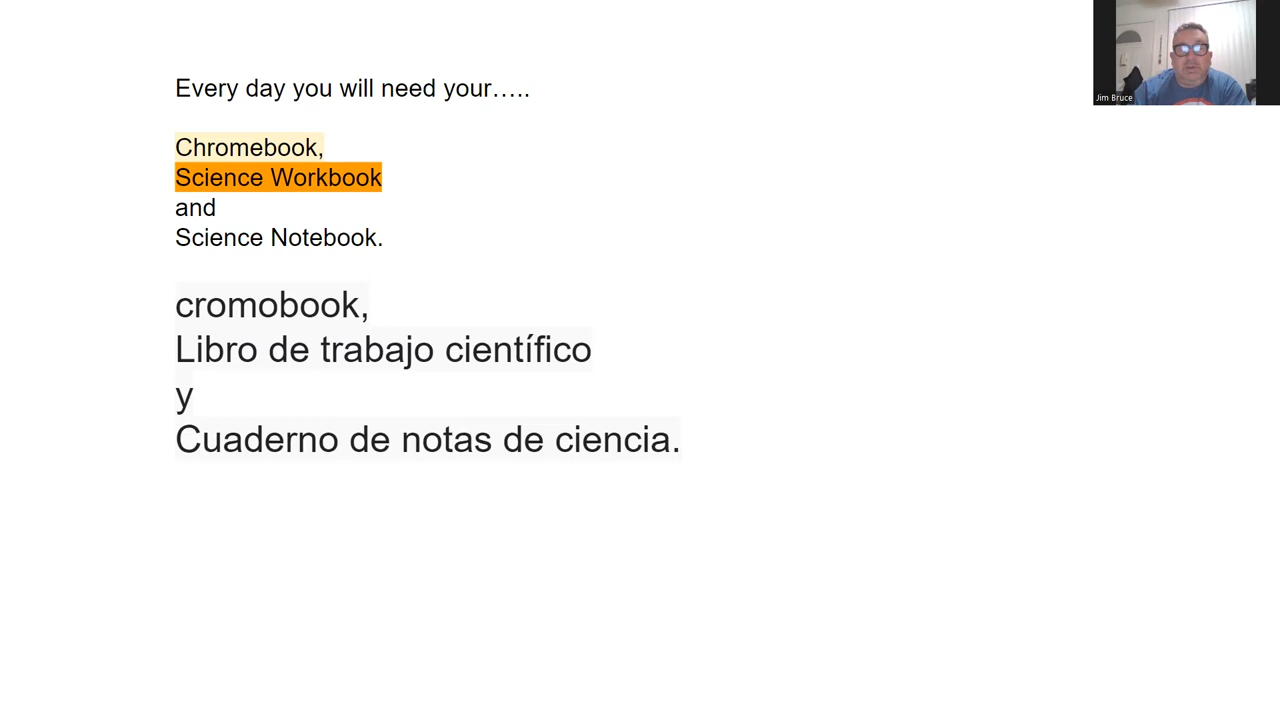 Every day you will need your…..
Chromebook,
Science Workbook
and
Science Notebook.
cromobook,
Libro de trabajo científico
y
Cuaderno de notas de ciencia.
Jim Bruce